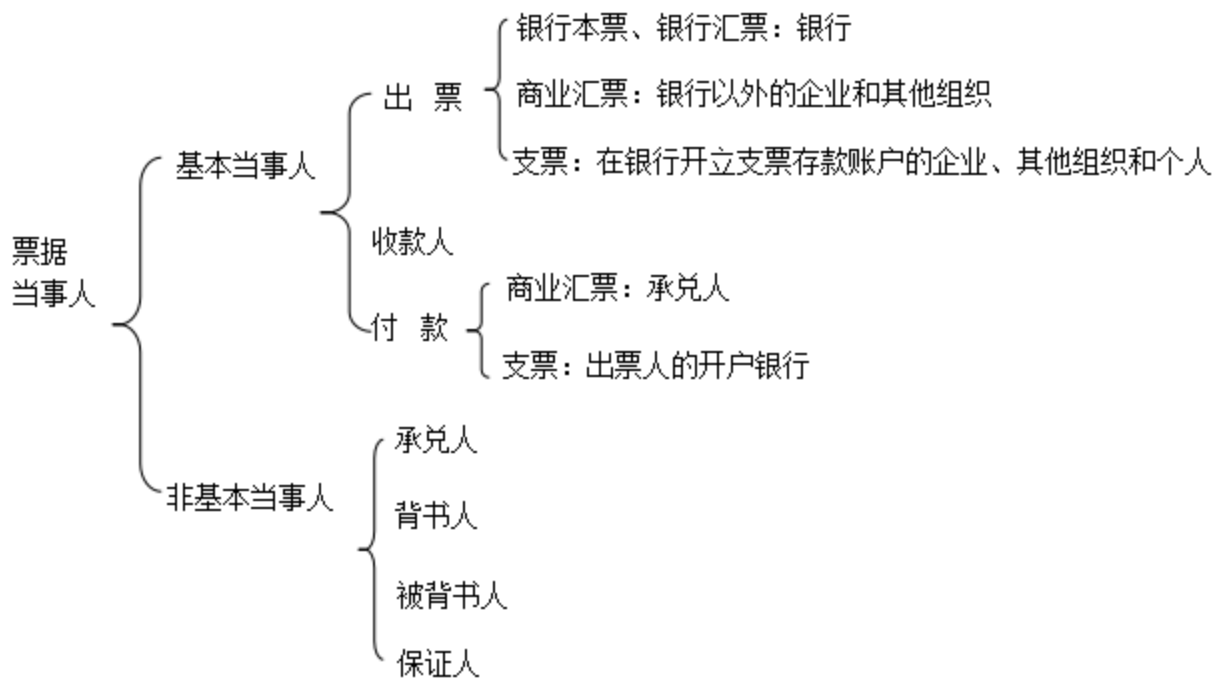 票据
当事人
基本当事人
出 票
银行本票、银行汇票：银行
商业汇票：银行以外的企业和其他组织
支票：在银行开立支票存款账户的企业、其他组织和个人
收款人
付 款
商业汇票：承兑人
支票：出票人的开户银行
非基本当事人
承兑人
背书人
被背书人
保证人